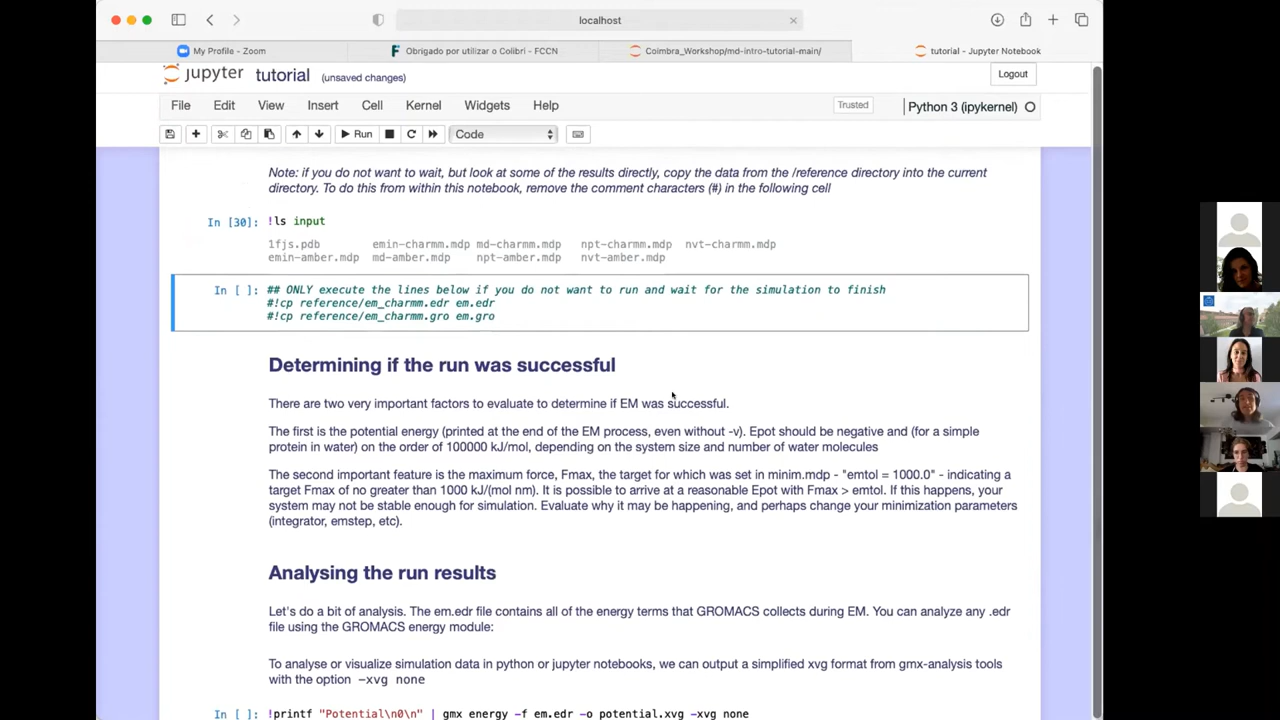 localhost
My Profile - Zoom
Obrigado por utilizar o Colibri - FCCN
Coimbra_Workshop/md-intro-tutorial-main/
tutorial - Jupyter Notebook
jupyter tutorial (unsaved changes)
Logout
File Edit View Insert Cell Kernel Widgets Help
Trusted
Python 3 (ipykernel)
Run
Code
Note: if you do not want to wait, but look at some of the results directly, copy the data from the /reference directory into the current
directory. To do this from within this notebook, remove the comment characters (#) in the following cell
In [30]: !ls input
1fjs.pdb emin-charmm.mdp md-charmm.mdp npt-charmm.mdp nvt-charmm.mdp
emin-amber.mdp md-amber.mdp npt-amber.mdp nvt-amber.mdp
In [ ]: ## ONLY execute the lines below if you do not want to run and wait for the simulation to finish
#!cp reference/em_charmm.edr em.edr
#!cp reference/em_charmm.gro em.gro
Determining if the run was successful
There are two very important factors to evaluate to determine if EM was successful.
The first is the potential energy (printed at the end of the EM process, even without -v). Epot should be negative and (for a simple
protein in water) on the order of 100000 kJ/mol, depending on the system size and number of water molecules
The second important feature is the maximum force, Fmax, the target for which was set in minim.mdp - "emtol = 1000.0" - indicating a
target Fmax of no greater than 1000 kJ/(mol nm). It is possible to arrive at a reasonable Epot with Fmax > emtol. If this happens, your
system may not be stable enough for simulation. Evaluate why it may be happening, and perhaps change your minimization parameters
(integrator, emstep, etc).
Analysing the run results
Let's do a bit of analysis. The em.edr file contains all of the energy terms that GROMACS collects during EM. You can analyze any .edr
file using the GROMACS energy module:
To analyse or visualize simulation data in python or jupyter notebooks, we can output a simplified xvg format from gmx-analysis tools
with the option -xvg none
In [ ]: !printf "Potential\n0\n" | gmx energy -f em.edr -o potential.xvg -xvg none